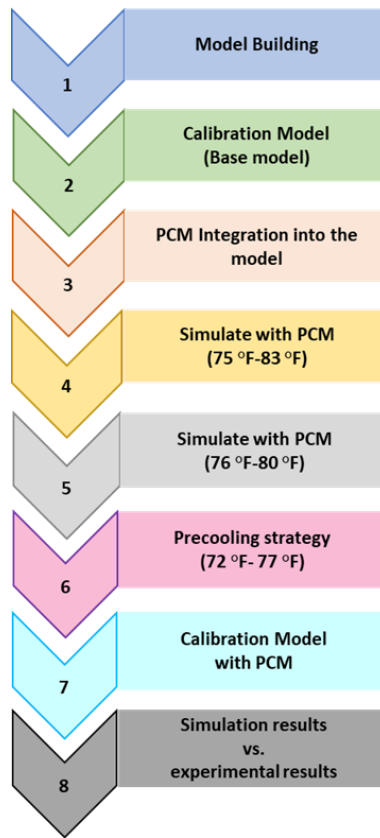 1
Model Building
2
Calibration Model
(Base model)
3
PCM Integration into the
model
4
Simulate with PCM
(75 °F-83 °F)
5
Simulate with PCM
(76 °F-80 °F)
6
Precooling strategy
(72 °F- 77 °F)
7
Calibration Model
with PCM
8
Simulation results
vs.
experimental results